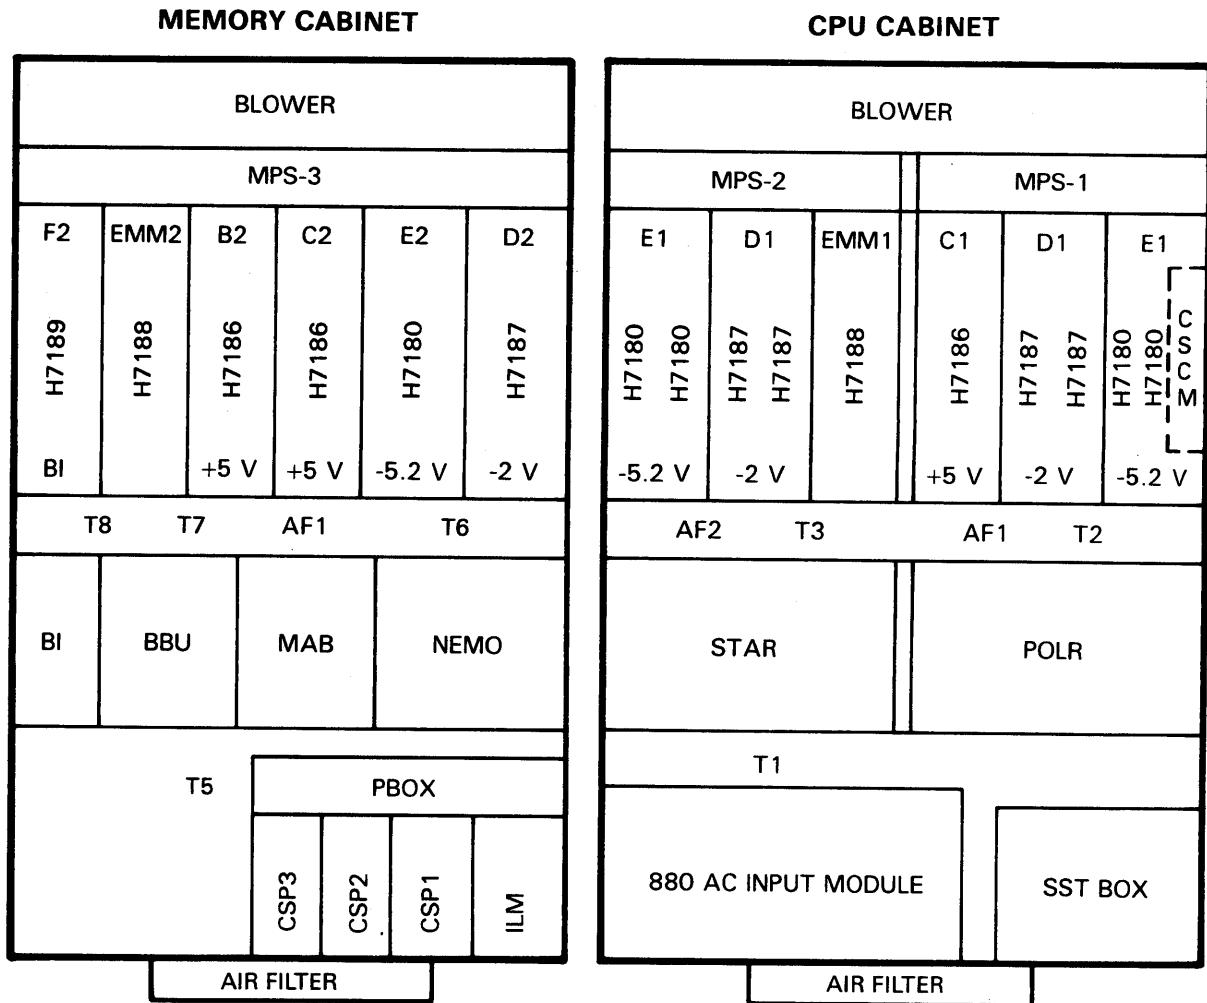 MEMORY CABINET
BLOWER
MPS-3
F2 EMM2 B2 C2 E2 D2
H7189 H7188 H7186 H7186 H7180 H7187
BI +5 V +5 V -5.2 V -2 V
T8 T7 AF1 T6
BI BBU MAB NEMO
T5 PBOX
CSP3 CSP2 CSP1 ILM
AIR FILTER
CPU CABINET
BLOWER
MPS-2 MPS-1
E1 D1 EMM1 C1 D1 E1
H7180 H7180 H7187 H7187 H7188 H7186 H7187 H7187 H7180 H7180 CSCM
-5.2 V -2 V +5 V -2 V -5.2 V
AF2 T3 AF1 T2
STAR POLR
T1
880 AC INPUT MODULE SST BOX
AIR FILTER